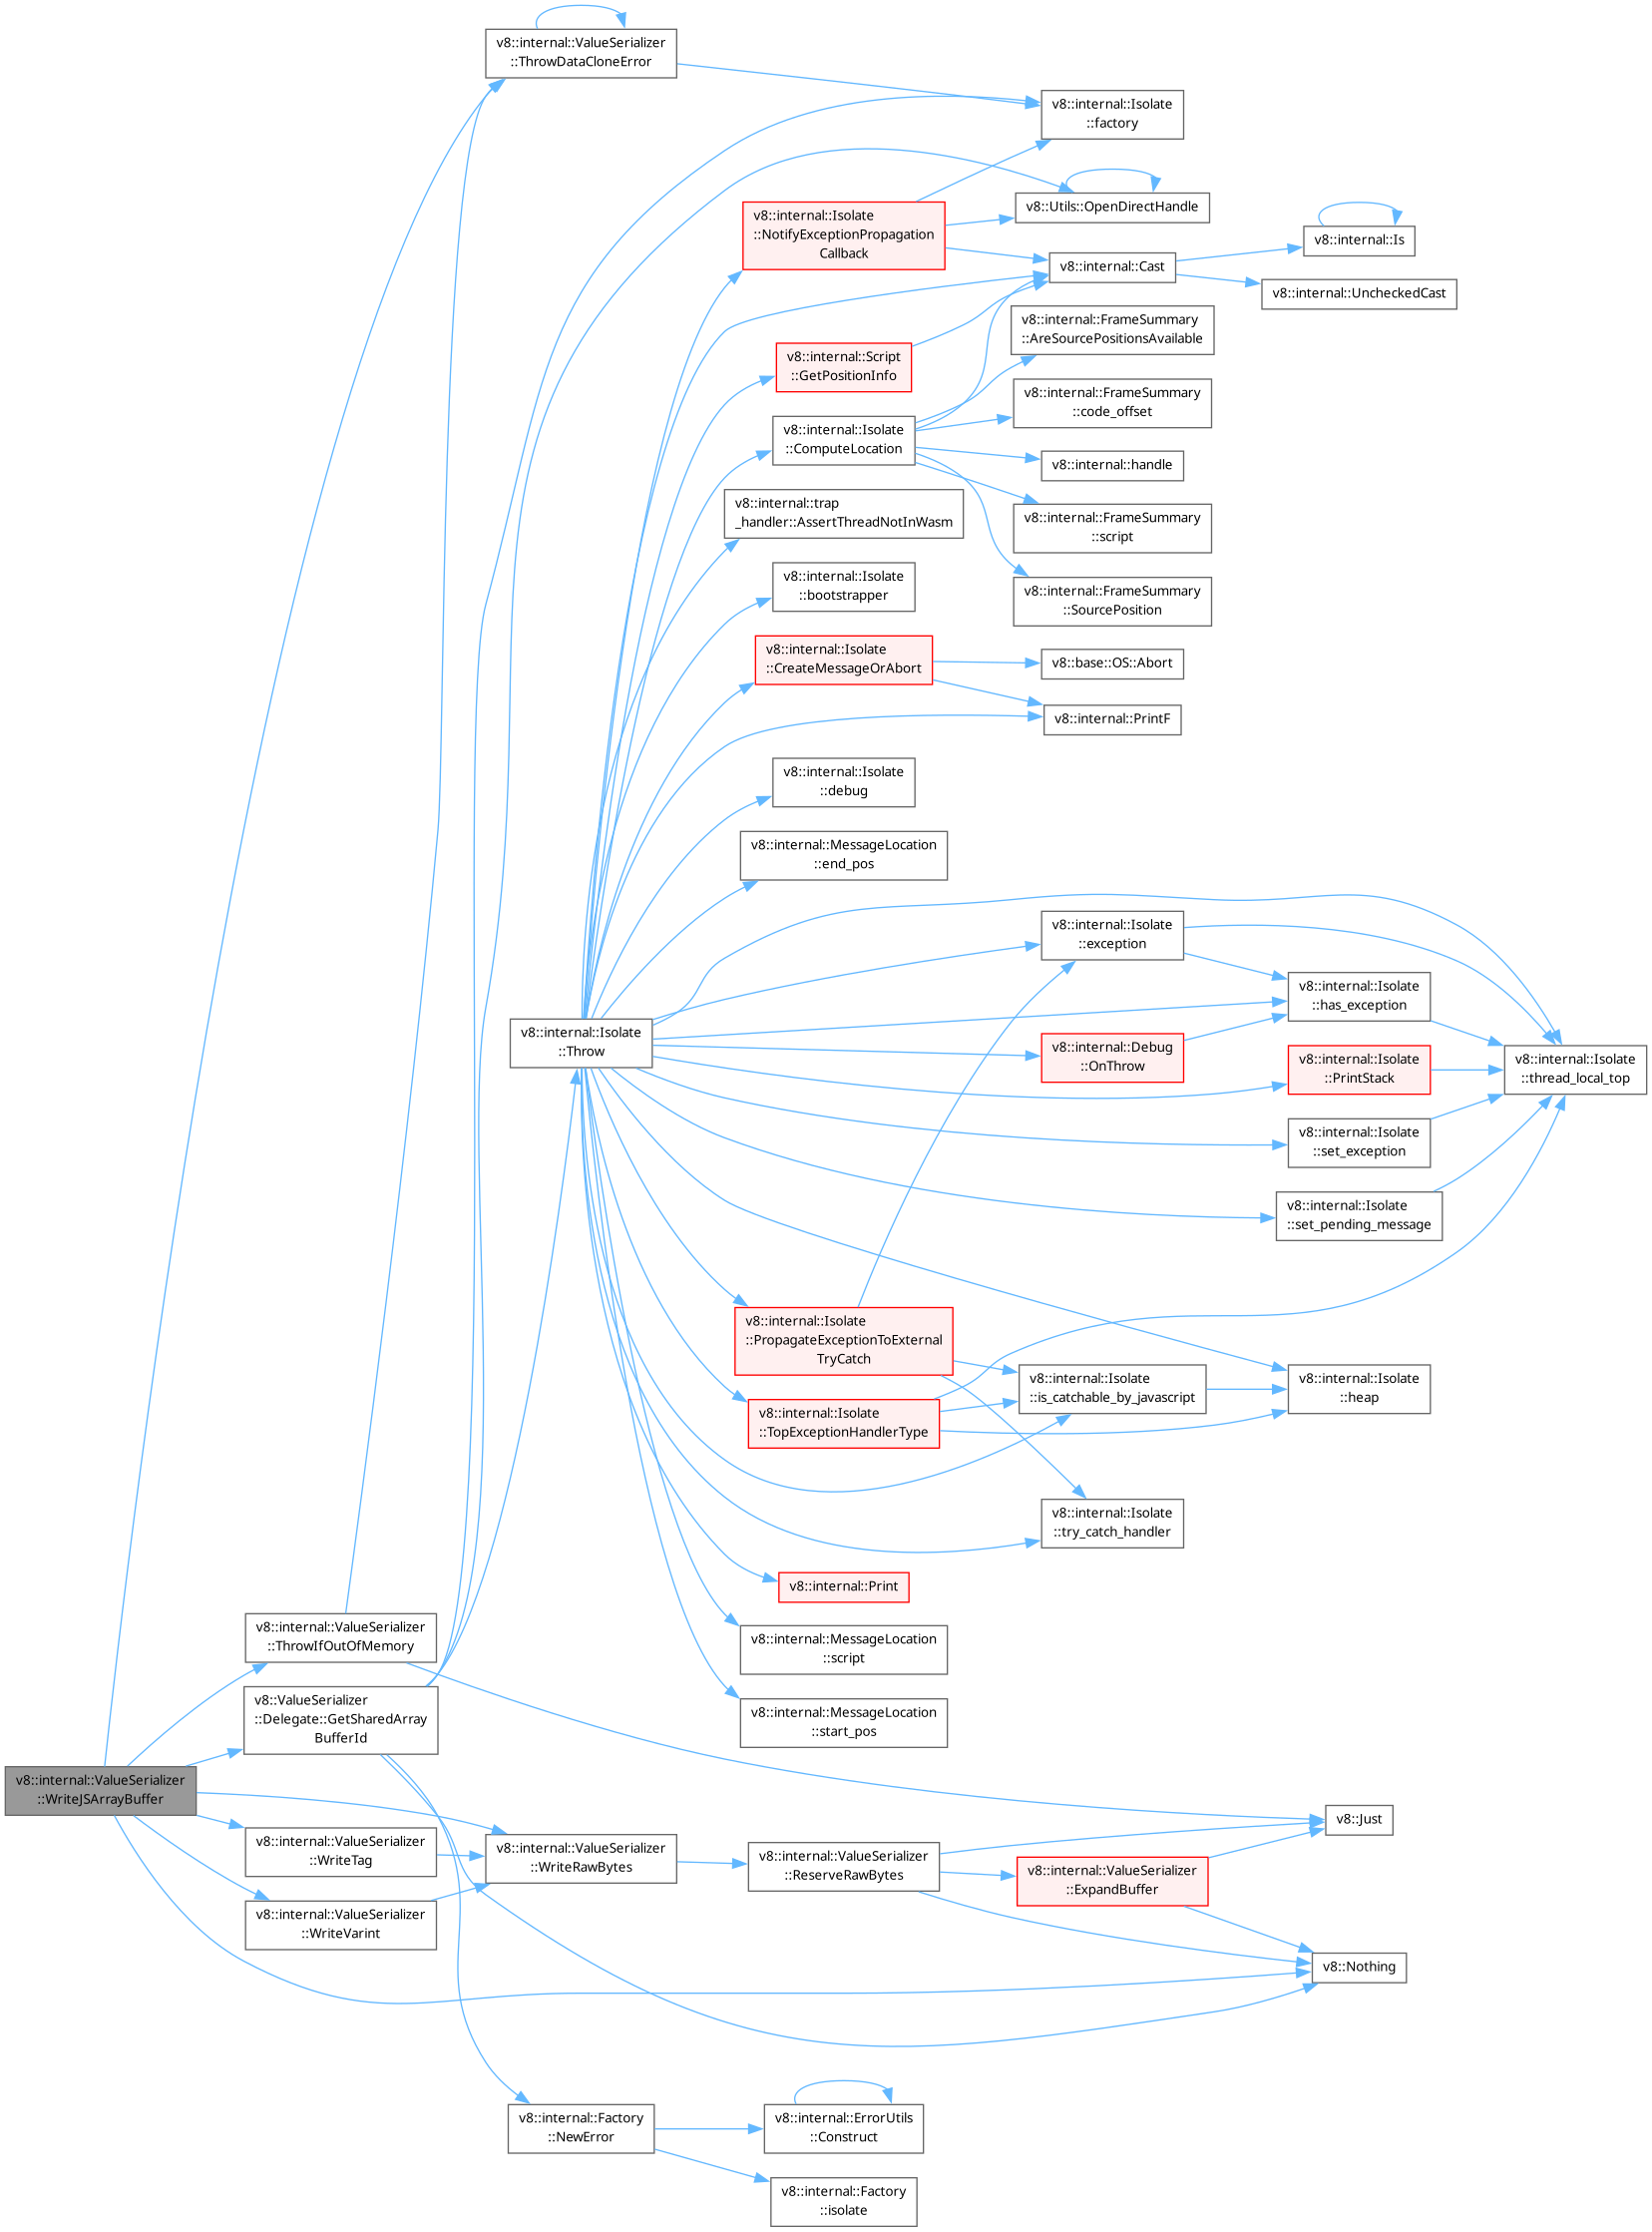 v8::internal::ValueSerializer
::ThrowDataCloneError
v8::internal::Isolate
::factory
v8::internal::Isolate
::NotifyExceptionPropagation
Callback
v8::Utils::OpenDirectHandle
v8::internal::Is
v8::internal::Cast
v8::internal::UncheckedCast
v8::internal::FrameSummary
::AreSourcePositionsAvailable
v8::internal::Script
::GetPositionInfo
v8::internal::FrameSummary
::code_offset
v8::internal::Isolate
::ComputeLocation
v8::internal::handle
v8::internal::trap
_handler::AssertThreadNotInWasm
v8::internal::FrameSummary
::script
v8::internal::Isolate
::bootstrapper
v8::internal::FrameSummary
::SourcePosition
v8::internal::Isolate
::CreateMessageOrAbort
v8::base::OS::Abort
v8::internal::PrintF
v8::internal::Isolate
::debug
v8::internal::MessageLocation
::end_pos
v8::internal::Isolate
::exception
v8::internal::Isolate
::has_exception
v8::internal::Isolate
::Throw
v8::internal::Debug
::OnThrow
v8::internal::Isolate
::PrintStack
v8::internal::Isolate
::thread_local_top
v8::internal::Isolate
::set_exception
v8::internal::Isolate
::set_pending_message
v8::internal::Isolate
::PropagateExceptionToExternal
TryCatch
v8::internal::Isolate
::is_catchable_by_javascript
v8::internal::Isolate
::heap
v8::internal::Isolate
::TopExceptionHandlerType
v8::internal::Isolate
::try_catch_handler
v8::internal::Print
v8::internal::ValueSerializer
::ThrowIfOutOfMemory
v8::internal::MessageLocation
::script
v8::ValueSerializer
::Delegate::GetSharedArray
BufferId
v8::internal::MessageLocation
::start_pos
v8::internal::ValueSerializer
::WriteJSArrayBuffer
v8::Just
v8::internal::ValueSerializer
::WriteTag
v8::internal::ValueSerializer
::WriteRawBytes
v8::internal::ValueSerializer
::ReserveRawBytes
v8::internal::ValueSerializer
::ExpandBuffer
v8::internal::ValueSerializer
::WriteVarint
v8::Nothing
v8::internal::Factory
::NewError
v8::internal::ErrorUtils
::Construct
v8::internal::Factory
::isolate